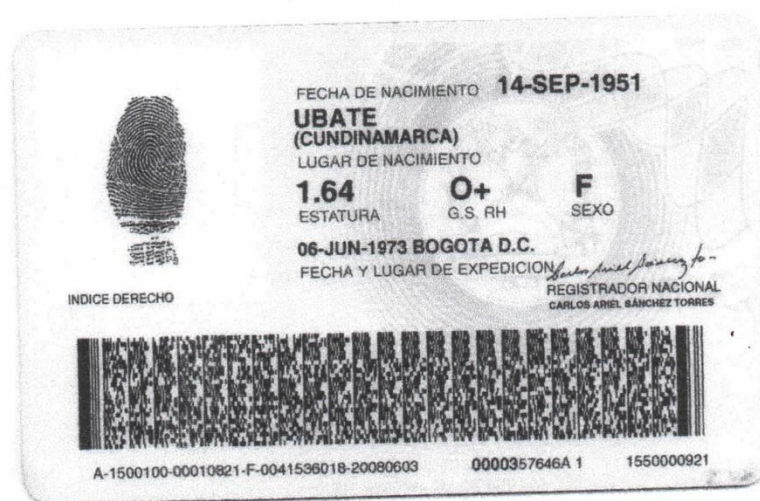 FECHA DE NACIMIENTO 14-SEP-1951
UBATE
(CUNDINAMARCA)
LUGAR DE NACIMIENTO
1.64 O+ F
ESTATURA G.S. RH SEXO
06-JUN-1973 BOGOTA D.C.
FECHA Y LUGAR DE EXPEDICION
INDICE DERECHO
REGISTRADOR NACIONAL
CARLOS ARIEL SÁNCHEZ TORRES
A-1500100-00010821-F-0041536018-20080603 0000357646A 1 1550000921